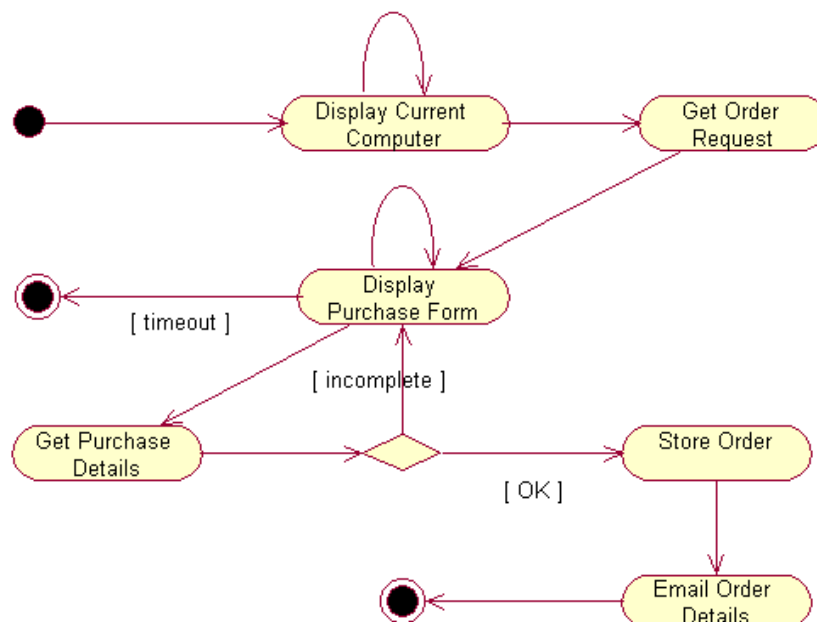 Display Current
Computer
Get Order
Request
Display
Purchase Form
[ timeout ]
[ incomplete ]
Get Purchase
Details
Store Order
[ OK ]
Email Order
Details